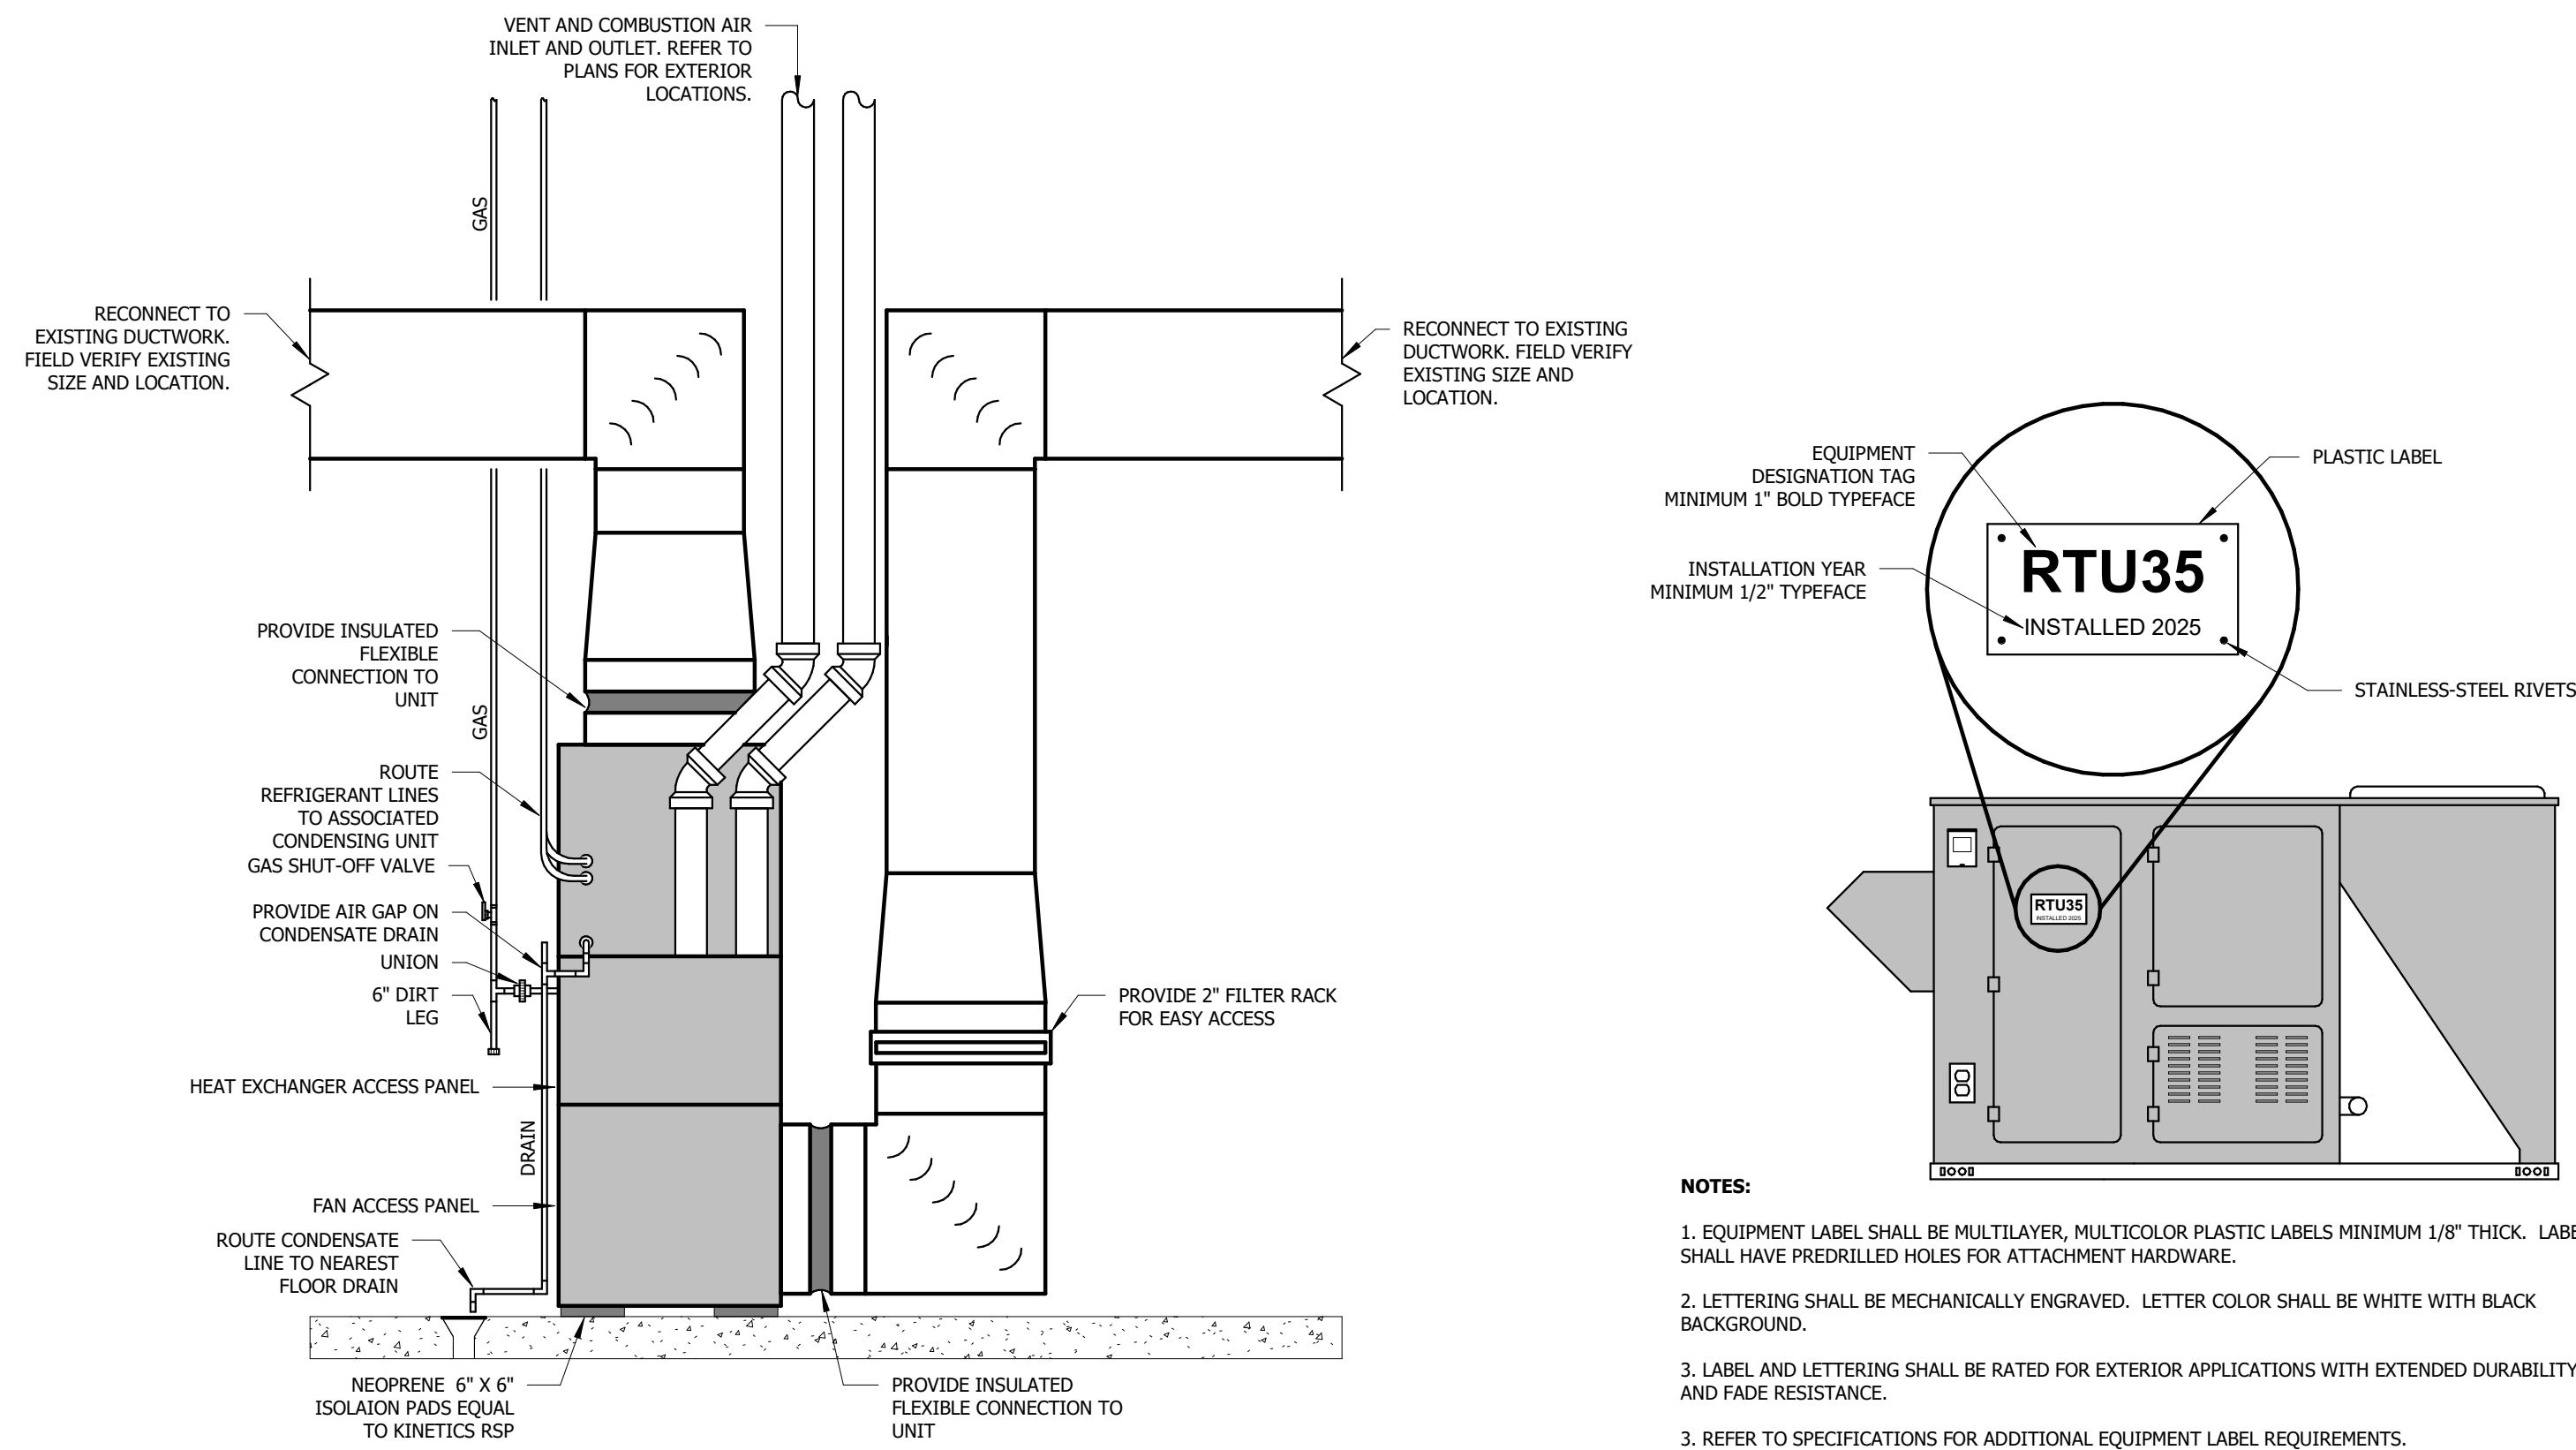 VENT AND COMBUSTION AIR
INLET AND OUTLET. REFER TO
PLANS FOR EXTERIOR
LOCATIONS.
GAS
RECONNECT TO
EXISTING DUCTWORK.
FIELD VERIFY EXISTING
SIZE AND LOCATION.
RECONNECT TO EXISTING
DUCTWORK. FIELD VERIFY
EXISTING SIZE AND
LOCATION.
PROVIDE INSULATED
FLEXIBLE
CONNECTION TO
UNIT
GAS
ROUTE
REFRIGERANT LINES
TO ASSOCIATED
CONDENSING UNIT
GAS SHUT-OFF VALVE
PROVIDE AIR GAP ON
CONDENSATE DRAIN
UNION
6" DIRT
LEG
PROVIDE 2" FILTER RACK
FOR EASY ACCESS
HEAT EXCHANGER ACCESS PANEL
DRAIN
FAN ACCESS PANEL
ROUTE CONDENSATE
LINE TO NEAREST
FLOOR DRAIN
NEOPRENE 6" X 6"
ISOLAION PADS EQUAL
TO KINETICS RSP
PROVIDE INSULATED
FLEXIBLE CONNECTION TO
UNIT
EQUIPMENT
DESIGNATION TAG
MINIMUM 1" BOLD TYPEFACE
PLASTIC LABEL
INSTALLATION YEAR
MINIMUM 1/2" TYPEFACE
RTU35
INSTALLED 2025
STAINLESS-STEEL RIVETS
RTU35
INSTALLED 2025
NOTES:
1. EQUIPMENT LABEL SHALL BE MULTILAYER, MULTICOLOR PLASTIC LABELS MINIMUM 1/8" THICK. LABE
SHALL HAVE PREDRILLED HOLES FOR ATTACHMENT HARDWARE.
2. LETTERING SHALL BE MECHANICALLY ENGRAVED. LETTER COLOR SHALL BE WHITE WITH BLACK
BACKGROUND.
3. LABEL AND LETTERING SHALL BE RATED FOR EXTERIOR APPLICATIONS WITH EXTENDED DURABILITY
AND FADE RESISTANCE.
3. REFER TO SPECIFICATIONS FOR ADDITIONAL EQUIPMENT LABEL REQUIREMENTS.